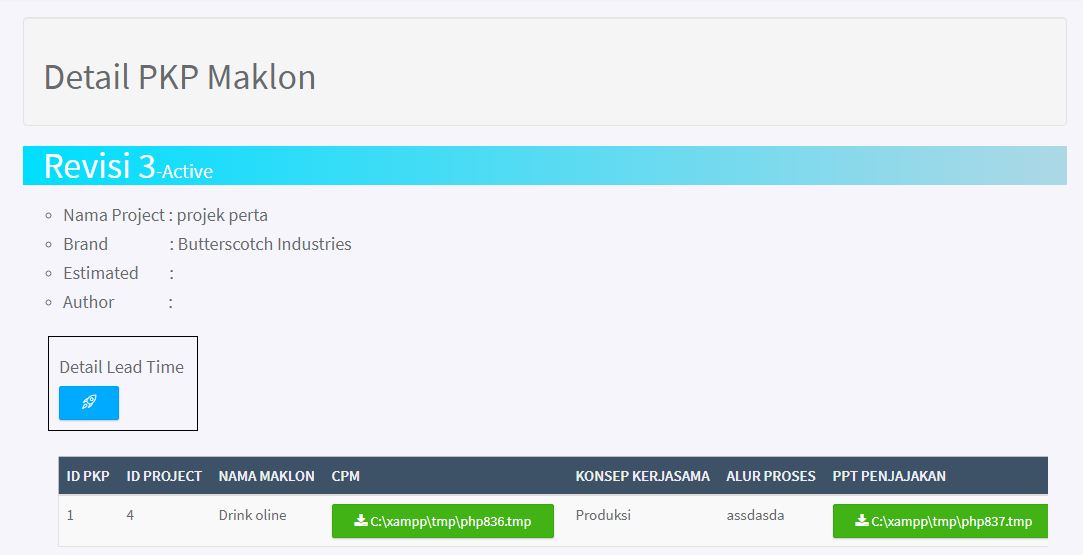 Detail PKP Maklon
Revisi 3-Active
Nama Project : projek perta
Brand : Butterscotch Industries
Estimated :
Author :
Detail Lead Time
ID PKP ID PROJECT NAMA MAKLON CPM KONSEP KERJASAMA ALUR PROSES PPT PENJAJAKAN
1 4 Drink oline C:\xampp\tmp\php836.tmp Produksi assdasda C:\xampp\tmp\php837.tmp